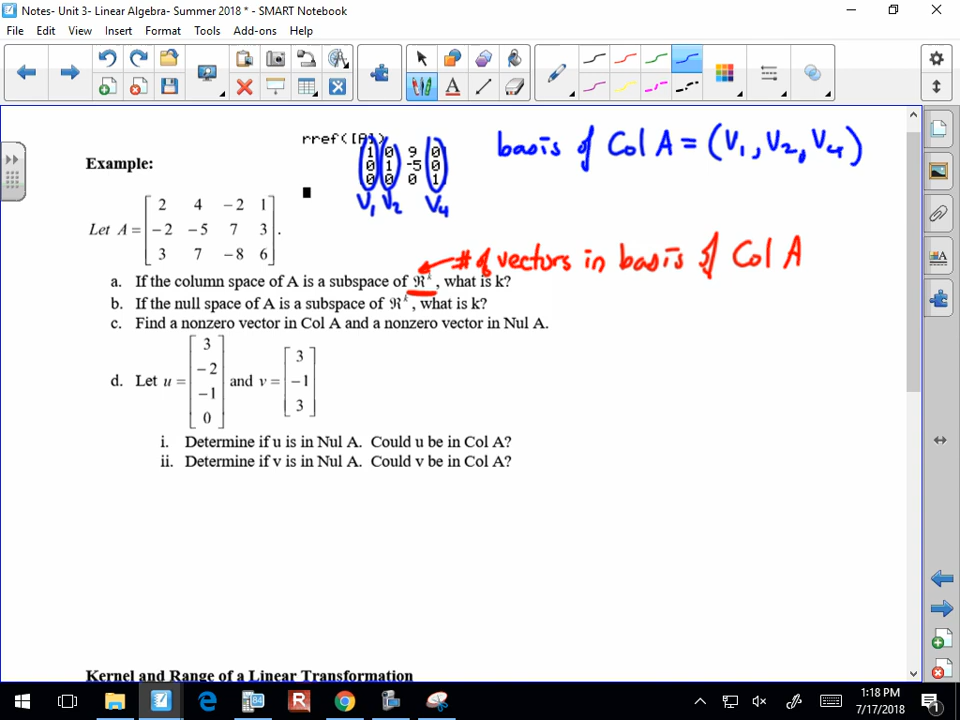 Notes- Unit 3- Linear Algebra- Summer 2018 * - SMART Notebook
File Edit View Insert Format Tools Add-ons Help
rref([A])
1 0 9 0
0 1 -5 0
0 0 0 1
V1 V2 V4
basis of Col A = (V1, V2, V4)
Example:
Let A = [ 2 4 -2 1
-2 -5 7 3
3 7 -8 6 ].
# of vectors in basis of Col A
a. If the column space of A is a subspace of ℜ^k, what is k?
b. If the null space of A is a subspace of ℜ^k, what is k?
c. Find a nonzero vector in Col A and a nonzero vector in Nul A.
d. Let u = [ 3 -2 -1 0 ] and v = [ 3 -1 3 ]
i. Determine if u is in Nul A. Could u be in Col A?
ii. Determine if v is in Nul A. Could v be in Col A?
Kernel and Range of a Linear Transformation
1:18 PM
7/17/2018